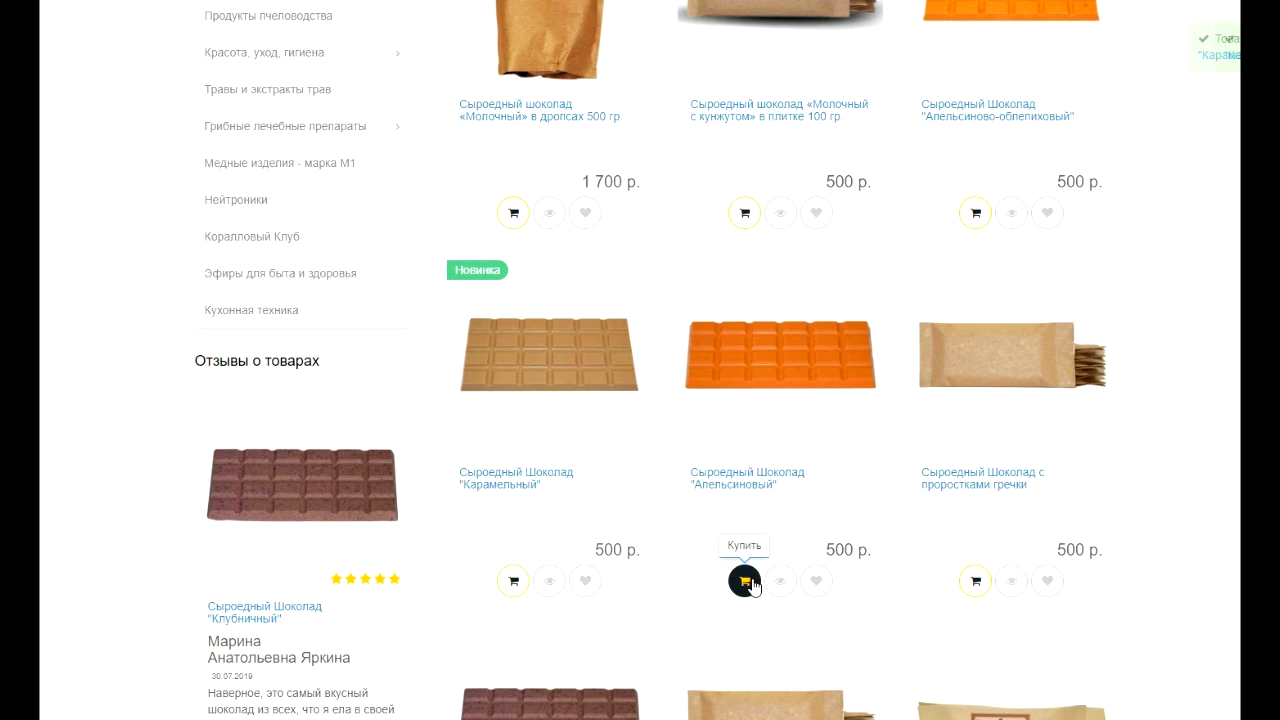 Продукты пчеловодства
Красота, уход, гигиена
Травы и экстракты трав
Грибные лечебные препараты
Медные изделия - марка М1
Нейтроники
Коралловый Клуб
Эфиры для быта и здоровья
Кухонная техника
Отзывы о товарах
Сыроедный Шоколад
"Клубничный"
Марина
Анатольевна Яркина
30.07.2019
Наверное, это самый вкусный
шоколад из всех, что я ела в своей
Сыроедный шоколад
«Молочный» в дропсах 500 гр
1 700 р.
Сыроедный шоколад «Молочный
с кунжутом» в плитке 100 гр.
500 р.
Сыроедный Шоколад
"Апельсиново-облепиховый"
500 р.
Новинка
Сыроедный Шоколад
"Карамельный"
500 р.
Сыроедный Шоколад
"Апельсиновый"
Купить
500 р.
Сыроедный Шоколад с
проростками гречки
500 р.